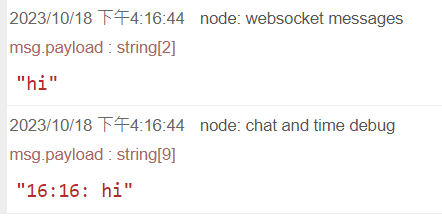 2023/10/18 下午4:16:44 node: websocket messages
msg.payload : string[2]
"hi"
2023/10/18 下午4:16:44 node: chat and time debug
msg.payload : string[9]
"16:16: hi"